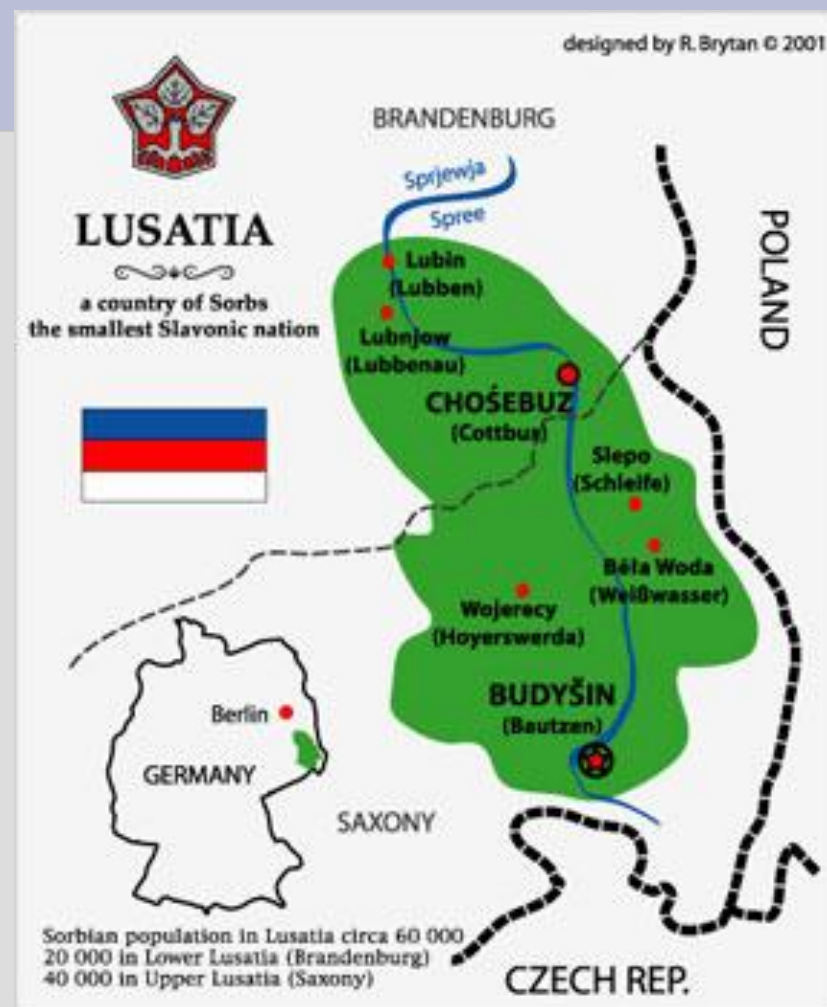 designed by R. Brytan © 2001
BRANDENBURG
Sprjewja
Spree
LUSATIA
a country of Sorbs
the smallest Slavonic nation
POLAND
Lubin
(Lubben)
Lubnjow
(Lubbenau)
CHOŚEBUZ
(Cottbus)
Slepo
(Schleife)
Běla Woda
(Weißwasser)
Wojerecy
(Hoyerswerda)
BUDYŠIN
(Bautzen)
Berlin
GERMANY
SAXONY
Sorbian population in Lusatia circa 60 000
20 000 in Lower Lusatia (Brandenburg)
40 000 in Upper Lusatia (Saxony)
CZECH REP.